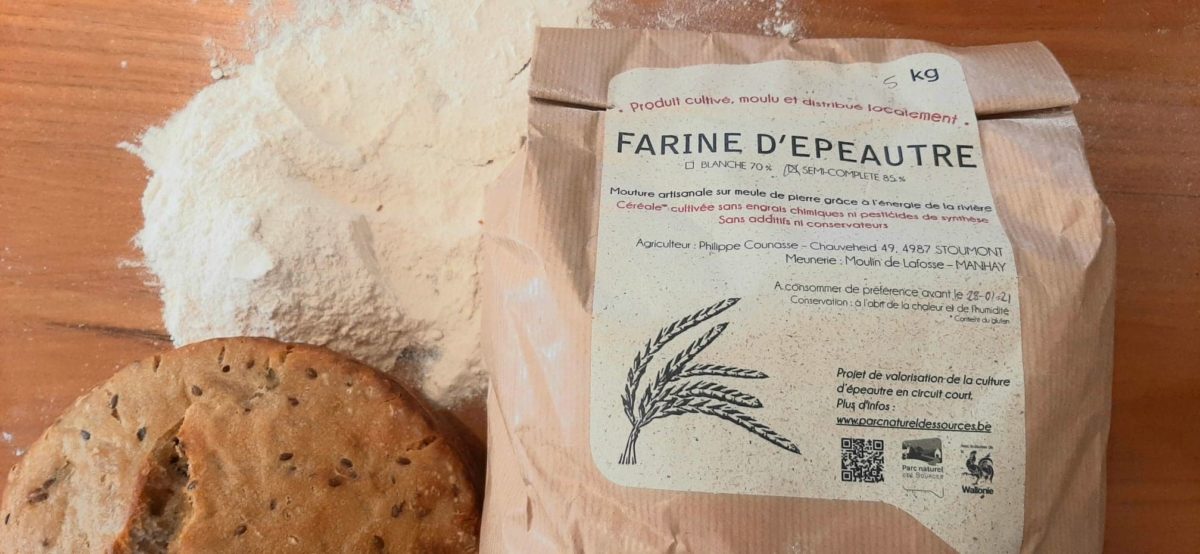 5 kg
• Produit cultivé, moulu et distribué localement •
FARINE D'EPEAUTRE
☐ BLANCHE 70 % ☒ SEMI-COMPLETE 85 %
Mouture artisanale sur meule de pierre grâce à l'énergie de la rivière
Céréale* cultivée sans engrais chimiques ni pesticides de synthèse
Sans additifs ni conservateurs
Agriculteur : Philippe Counasse - Chauveheid 49, 4987 STOUMONT
Meunerie : Moulin de Lafosse - MANHAY
A consommer de préférence avant le 28-01-21
Conservation : à l'abri de la chaleur et de l'humidité
* Contient du gluten
Projet de valorisation de la culture
d'épeautre en circuit court.
Plus d'infos :
www.parcnatureldessources.be
Parc naturel
des Sources
Wallonie